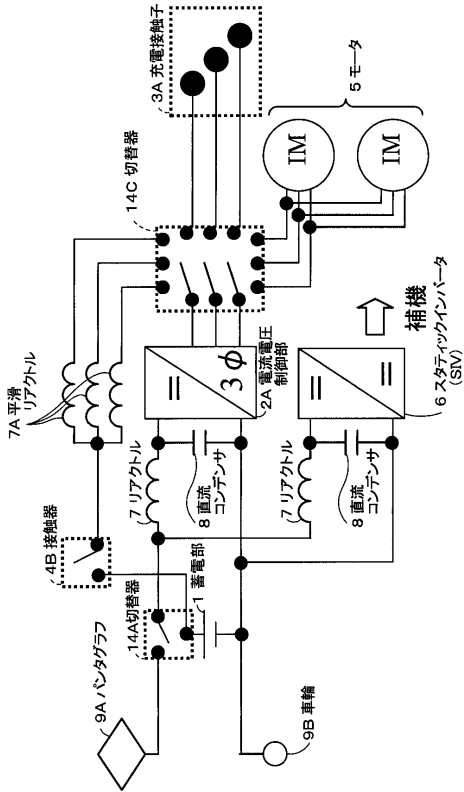 3A 充電接触子
5 モータ
IM
IM
14C 切替器
補機
6 スタティックインバータ
(SIV)
7A 平滑
リアクトル
=
3φ
2A 電流電圧
制御部
=
=
7 リアクトル
8 直流
コンデンサ
7 リアクトル
8 直流
コンデンサ
4B 接触器
14A切替器
1
蓄電部
9A パンタグラフ
9B 車輪